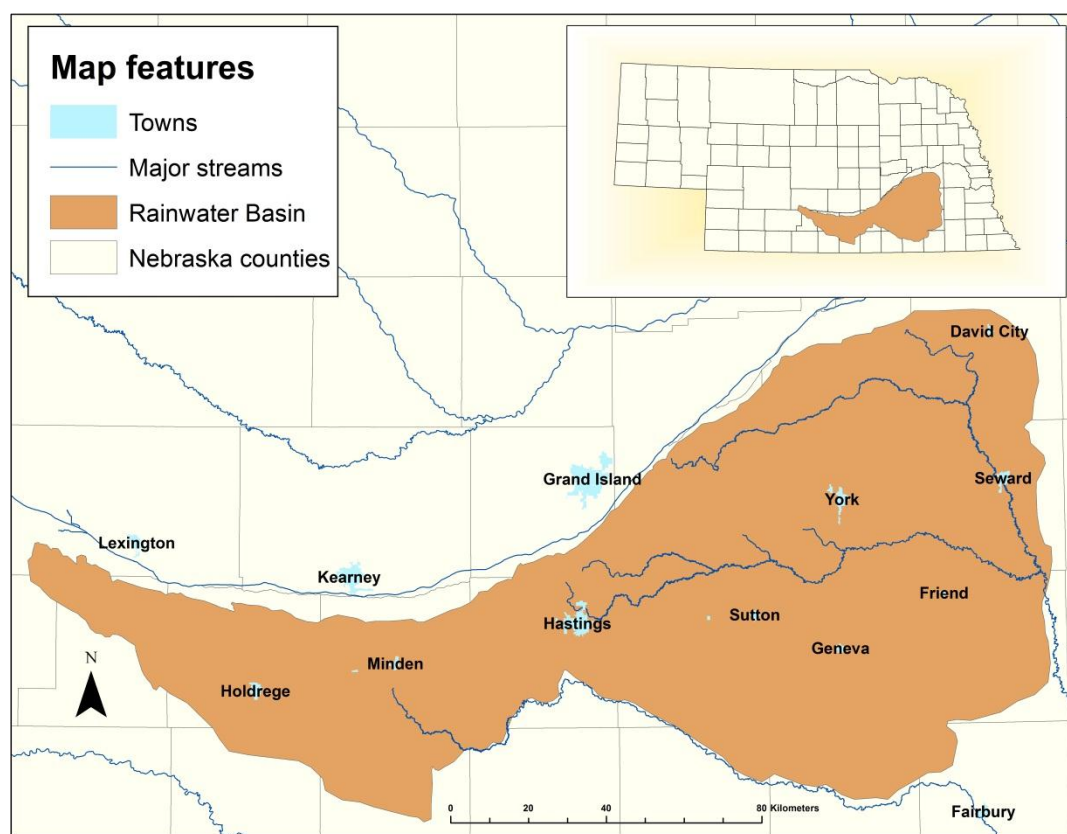 Map features
Towns
Major streams
Rainwater Basin
Nebraska counties
David City
Grand Island
Seward
York
Lexington
Kearney
Friend
Hastings
Sutton
Geneva
Minden
N
Holdrege
0 20 40 80 Kilometers
Fairbury